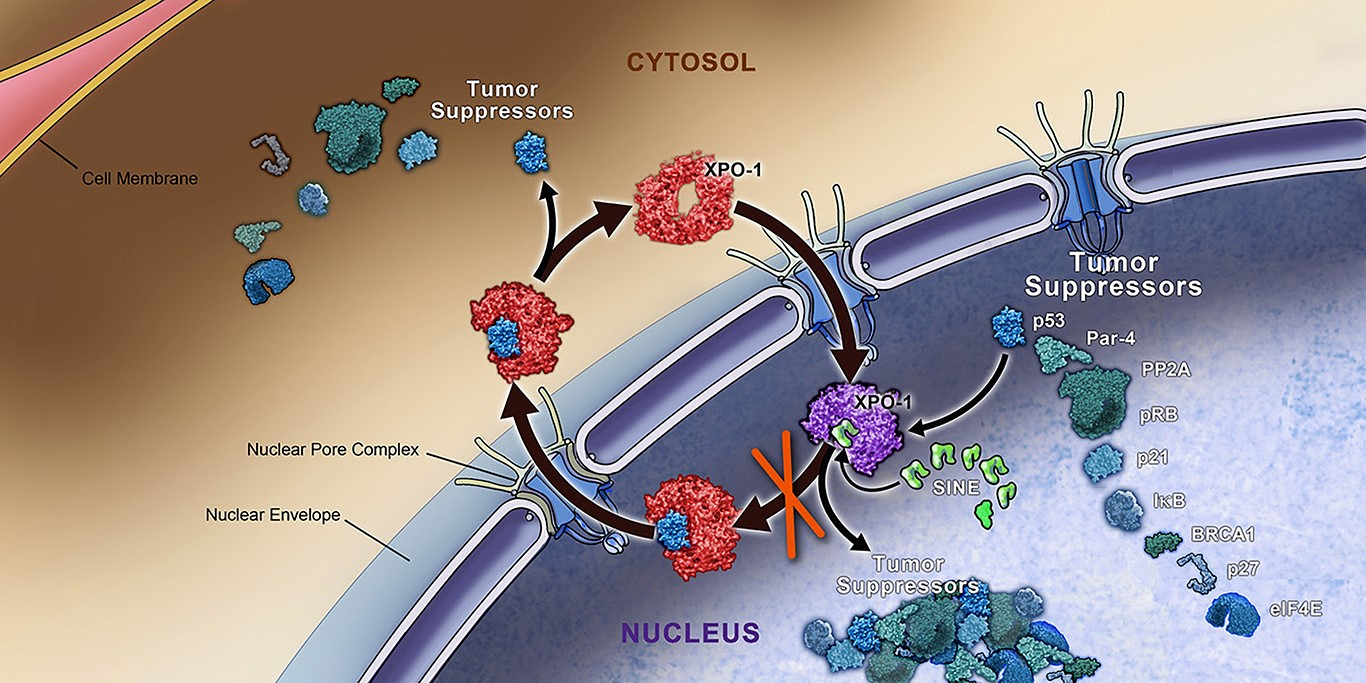 CYTOSOL
Tumor
Suppressors
XPO-1
Cell Membrane
Tumor
Suppressors
p53
Par-4
PP2A
XPO-1
pRB
Nuclear Pore Complex
p21
SINE
IκB
Nuclear Envelope
BRCA1
Tumor
Suppressors
p27
eIF4E
NUCLEUS